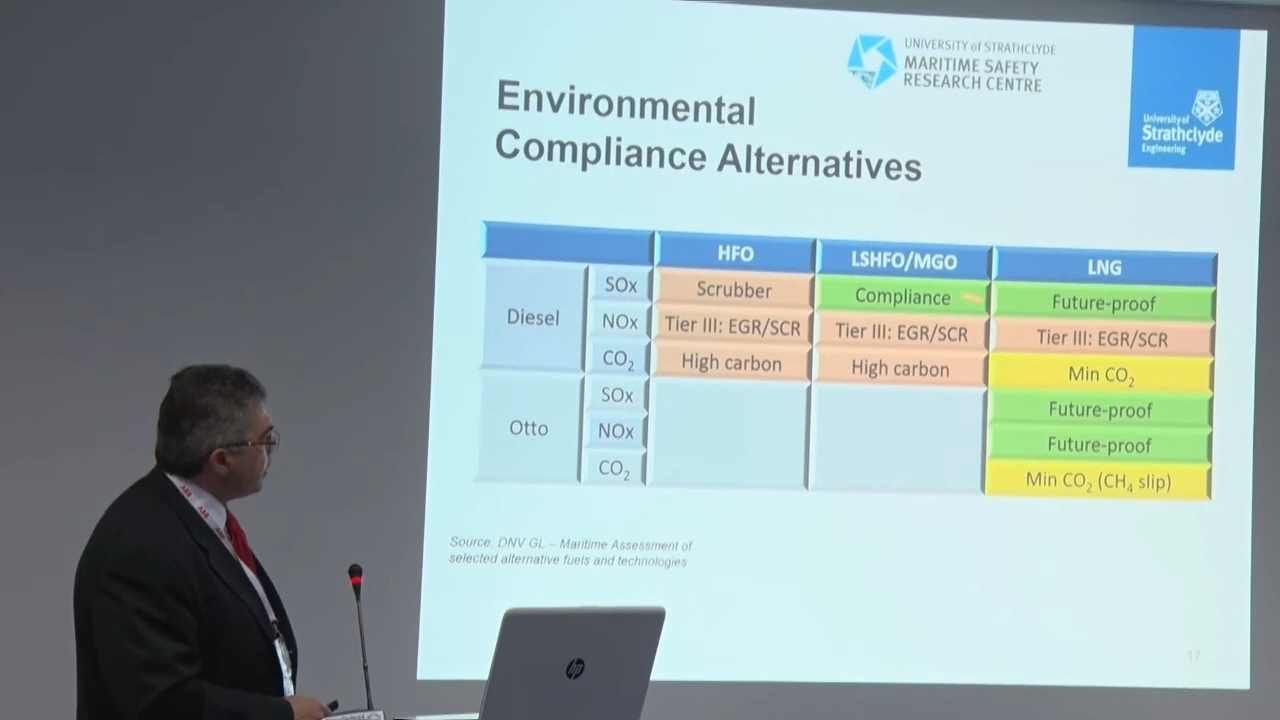 UNIVERSITY of STRATHCLYDE
MARITIME SAFETY
RESEARCH CENTRE
University of
Strathclyde
Engineering
Environmental
Compliance Alternatives
HFO LSHFO/MGO LNG
Diesel
SOx Scrubber Compliance Future-proof
NOx Tier III: EGR/SCR Tier III: EGR/SCR Tier III: EGR/SCR
CO₂ High carbon High carbon Min CO₂
Otto
SOx Future-proof
NOx Future-proof
CO₂ Min CO₂ (CH₄ slip)
Source: DNV GL – Maritime Assessment of
selected alternative fuels and technologies
17
ABB
hp